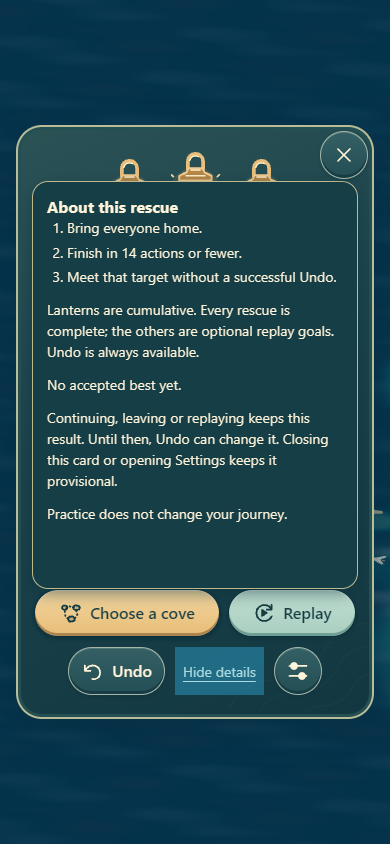 About this rescue
1. Bring everyone home.
2. Finish in 14 actions or fewer.
3. Meet that target without a successful Undo.
Lanterns are cumulative. Every rescue is
complete; the others are optional replay goals.
Undo is always available.
No accepted best yet.
Continuing, leaving or replaying keeps this
result. Until then, Undo can change it. Closing
this card or opening Settings keeps it
provisional.
Practice does not change your journey.
Choose a cove
Replay
Undo
Hide details